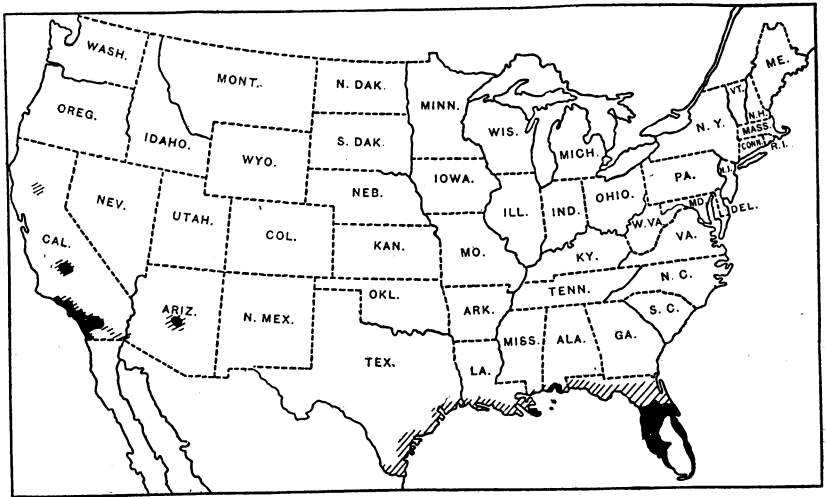 WASH.
MONT.
N. DAK.
MINN.
ME.
OREG.
IDAHO.
WYO.
S. DAK.
WIS.
MICH.
N. Y.
VT.
N.H.
MASS.
CONN.
R.I.
NEV.
UTAH.
COL.
NEB.
IOWA.
ILL.
IND.
OHIO.
PA.
N.J.
MD.
DEL.
W.VA.
VA.
CAL.
KAN.
MO.
KY.
ARIZ.
N. MEX.
OKL.
ARK.
TENN.
N. C.
S. C.
TEX.
LA.
MISS.
ALA.
GA.